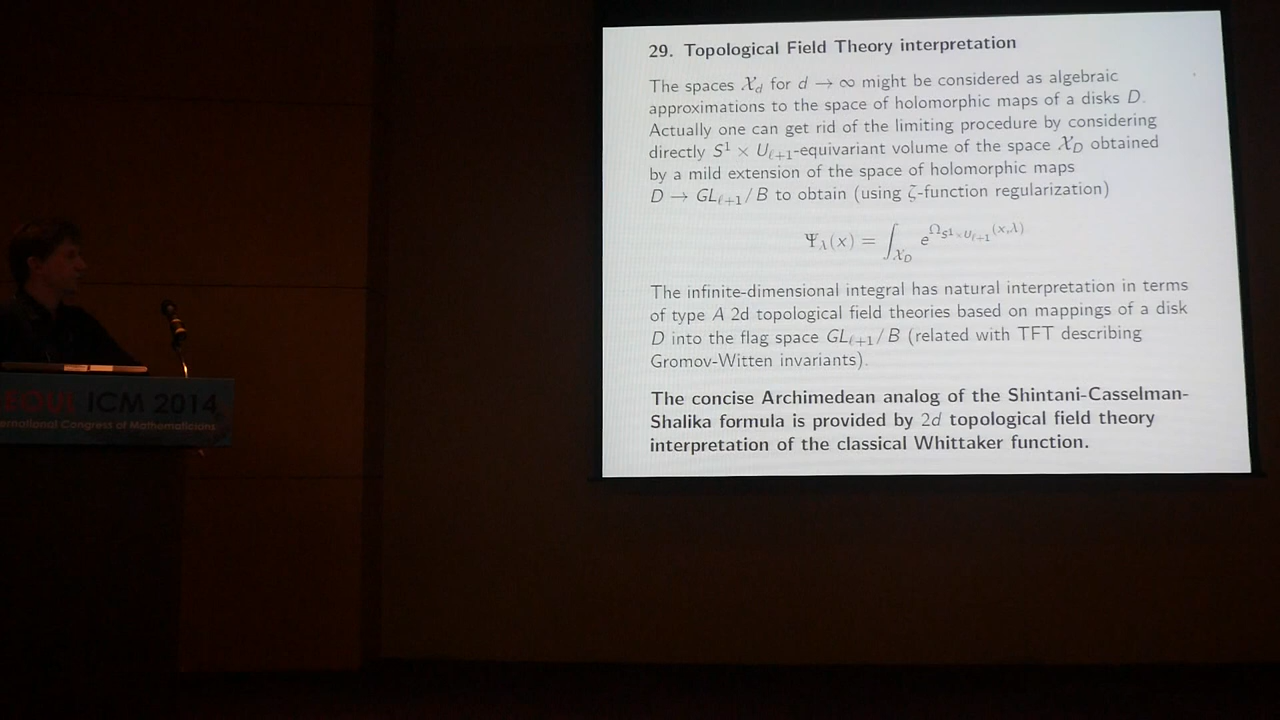 29. Topological Field Theory interpretation
The spaces 𝒳_d for d → ∞ might be considered as algebraic
approximations to the space of holomorphic maps of a disks D.
Actually one can get rid of the limiting procedure by considering
directly S¹ × U_{ℓ+1}-equivariant volume of the space 𝒳_D obtained
by a mild extension of the space of holomorphic maps
D → GL_{ℓ+1}/B to obtain (using ζ-function regularization)
Ψ_λ(x) = ∫_{𝒳_D} e^{Ω_{S¹×U_{ℓ+1}}(x,λ)}
The infinite-dimensional integral has natural interpretation in terms
of type A 2d topological field theories based on mappings of a disk
D into the flag space GL_{ℓ+1}/B (related with TFT describing
Gromov-Witten invariants).
The concise Archimedean analog of the Shintani-Casselman-
Shalika formula is provided by 2d topological field theory
interpretation of the classical Whittaker function.
ICM 2014
International Congress of Mathematicians